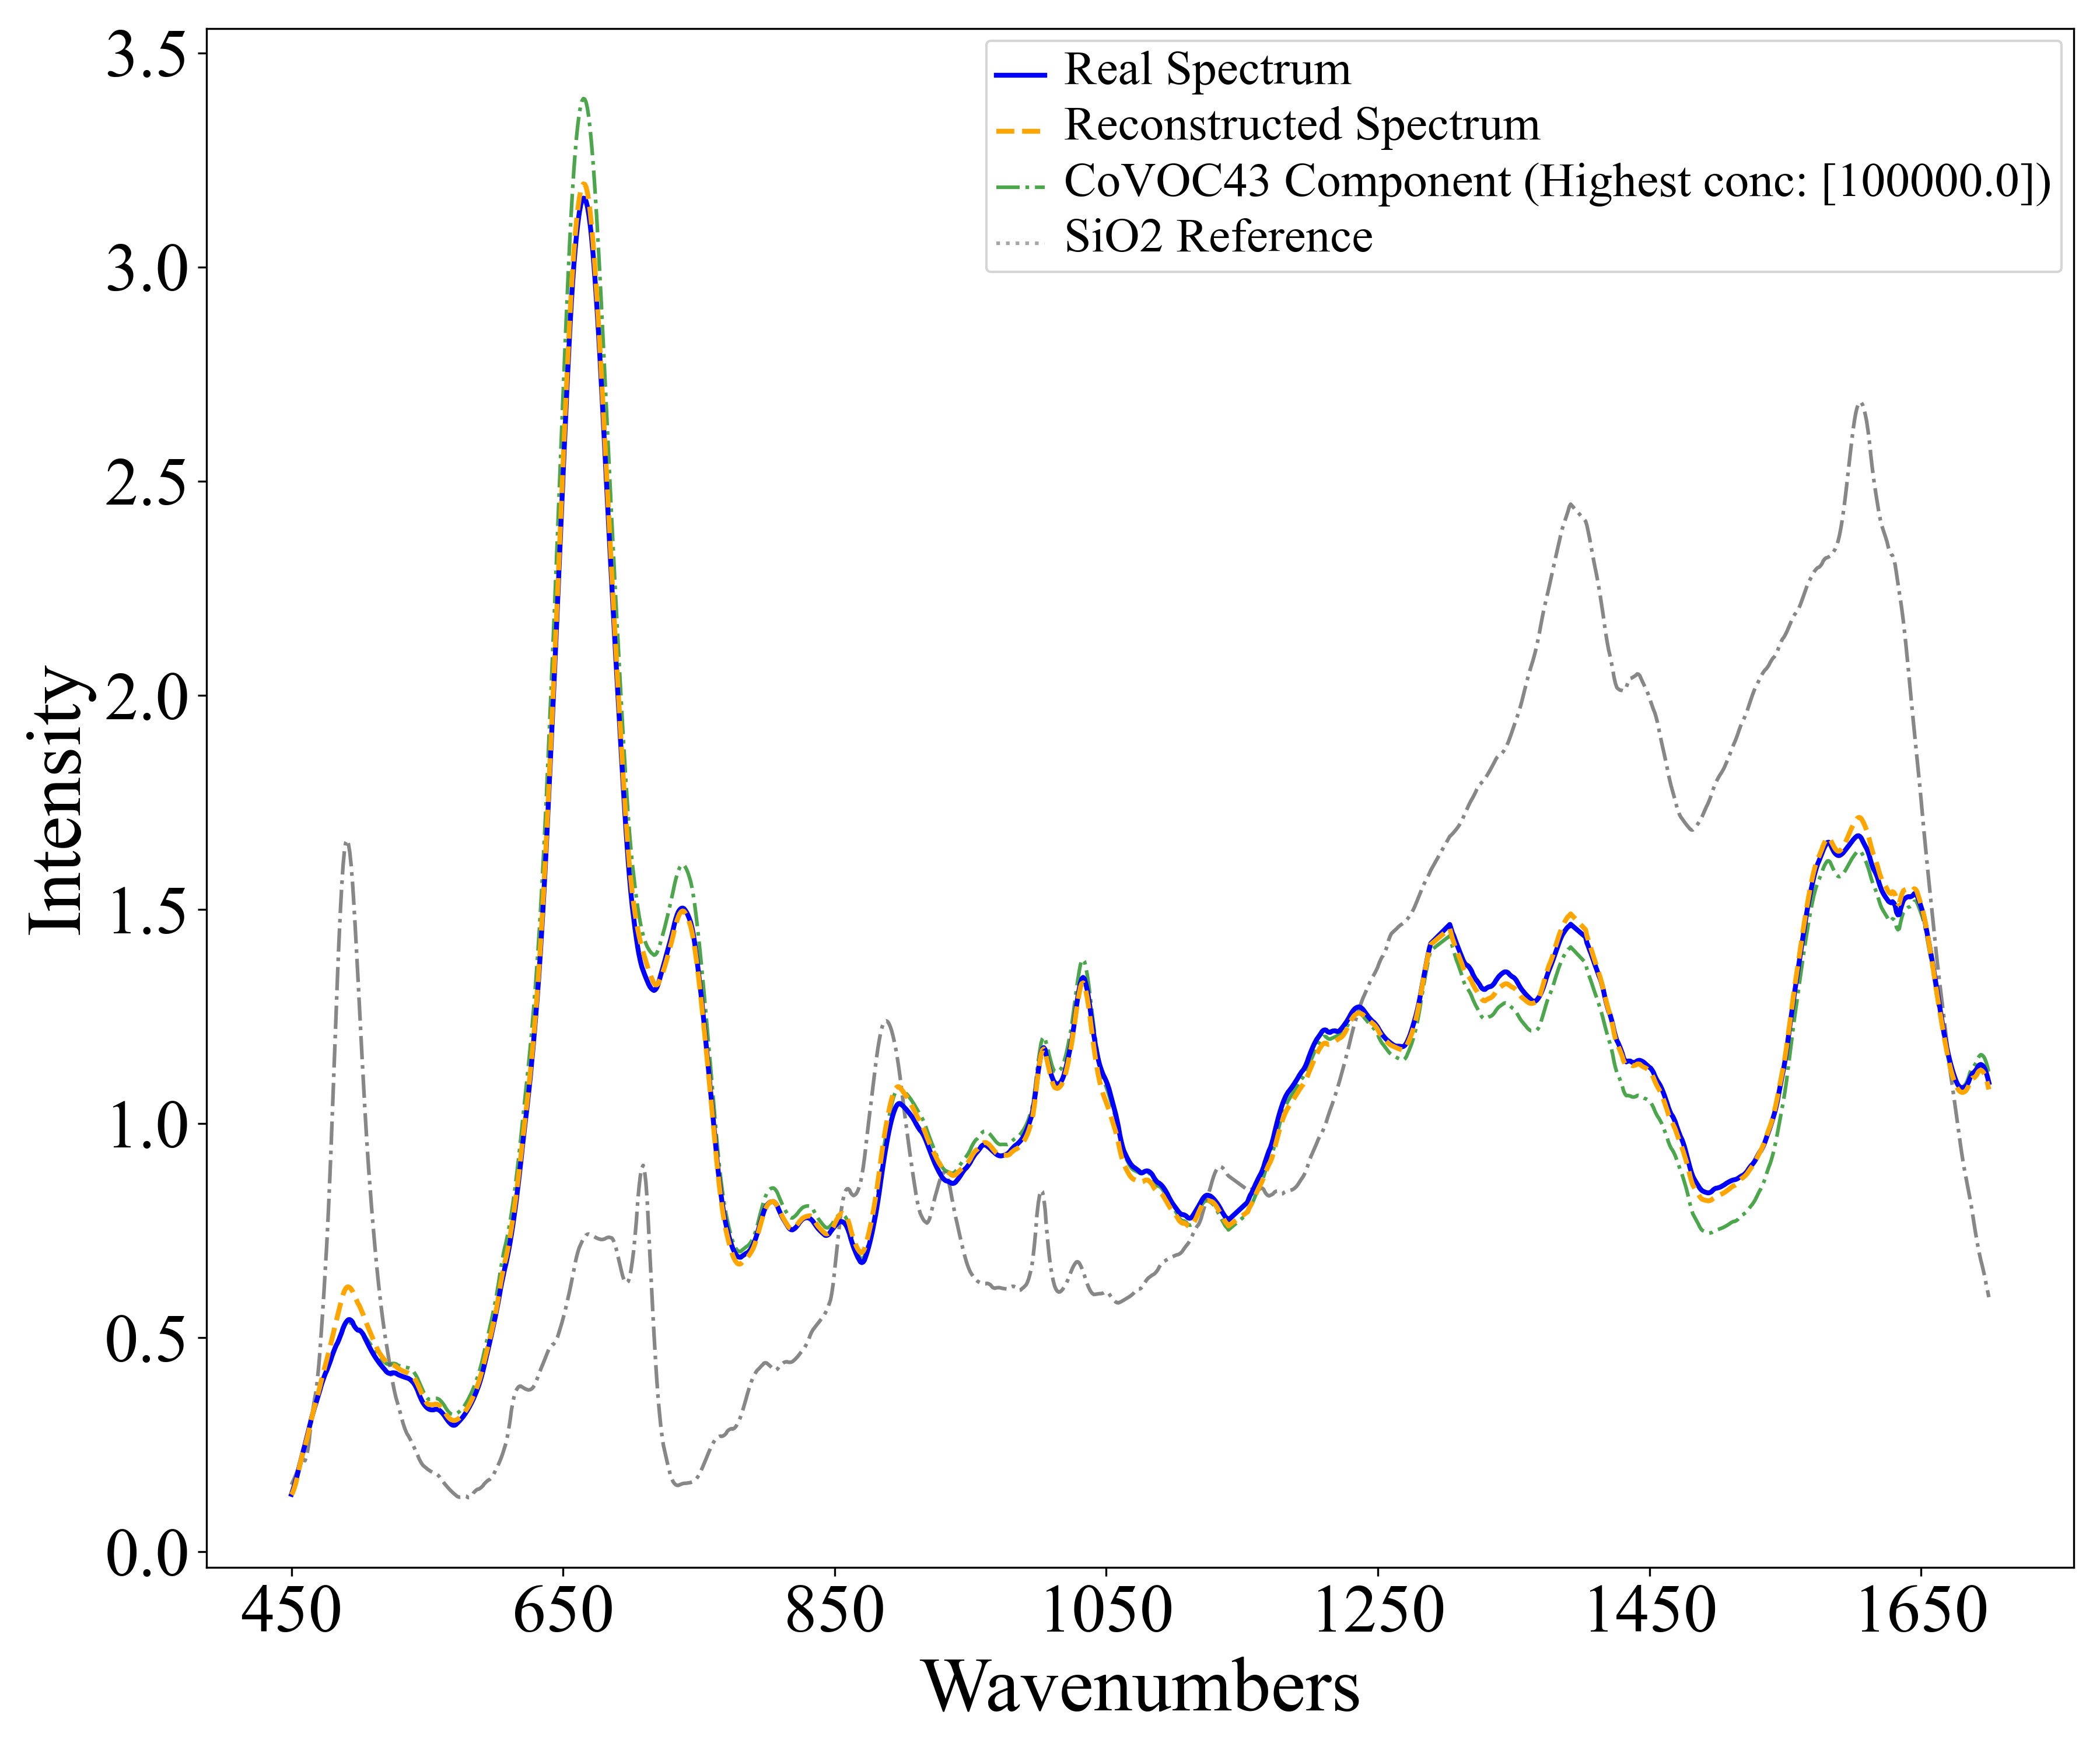 Real Spectrum
Reconstructed Spectrum
CoVOC43 Component (Highest conc: [100000.0])
SiO2 Reference
3.5
3.0
2.5
2.0
1.5
1.0
0.5
0.0
Intensity
450 650 850 1050 1250 1450 1650
Wavenumbers